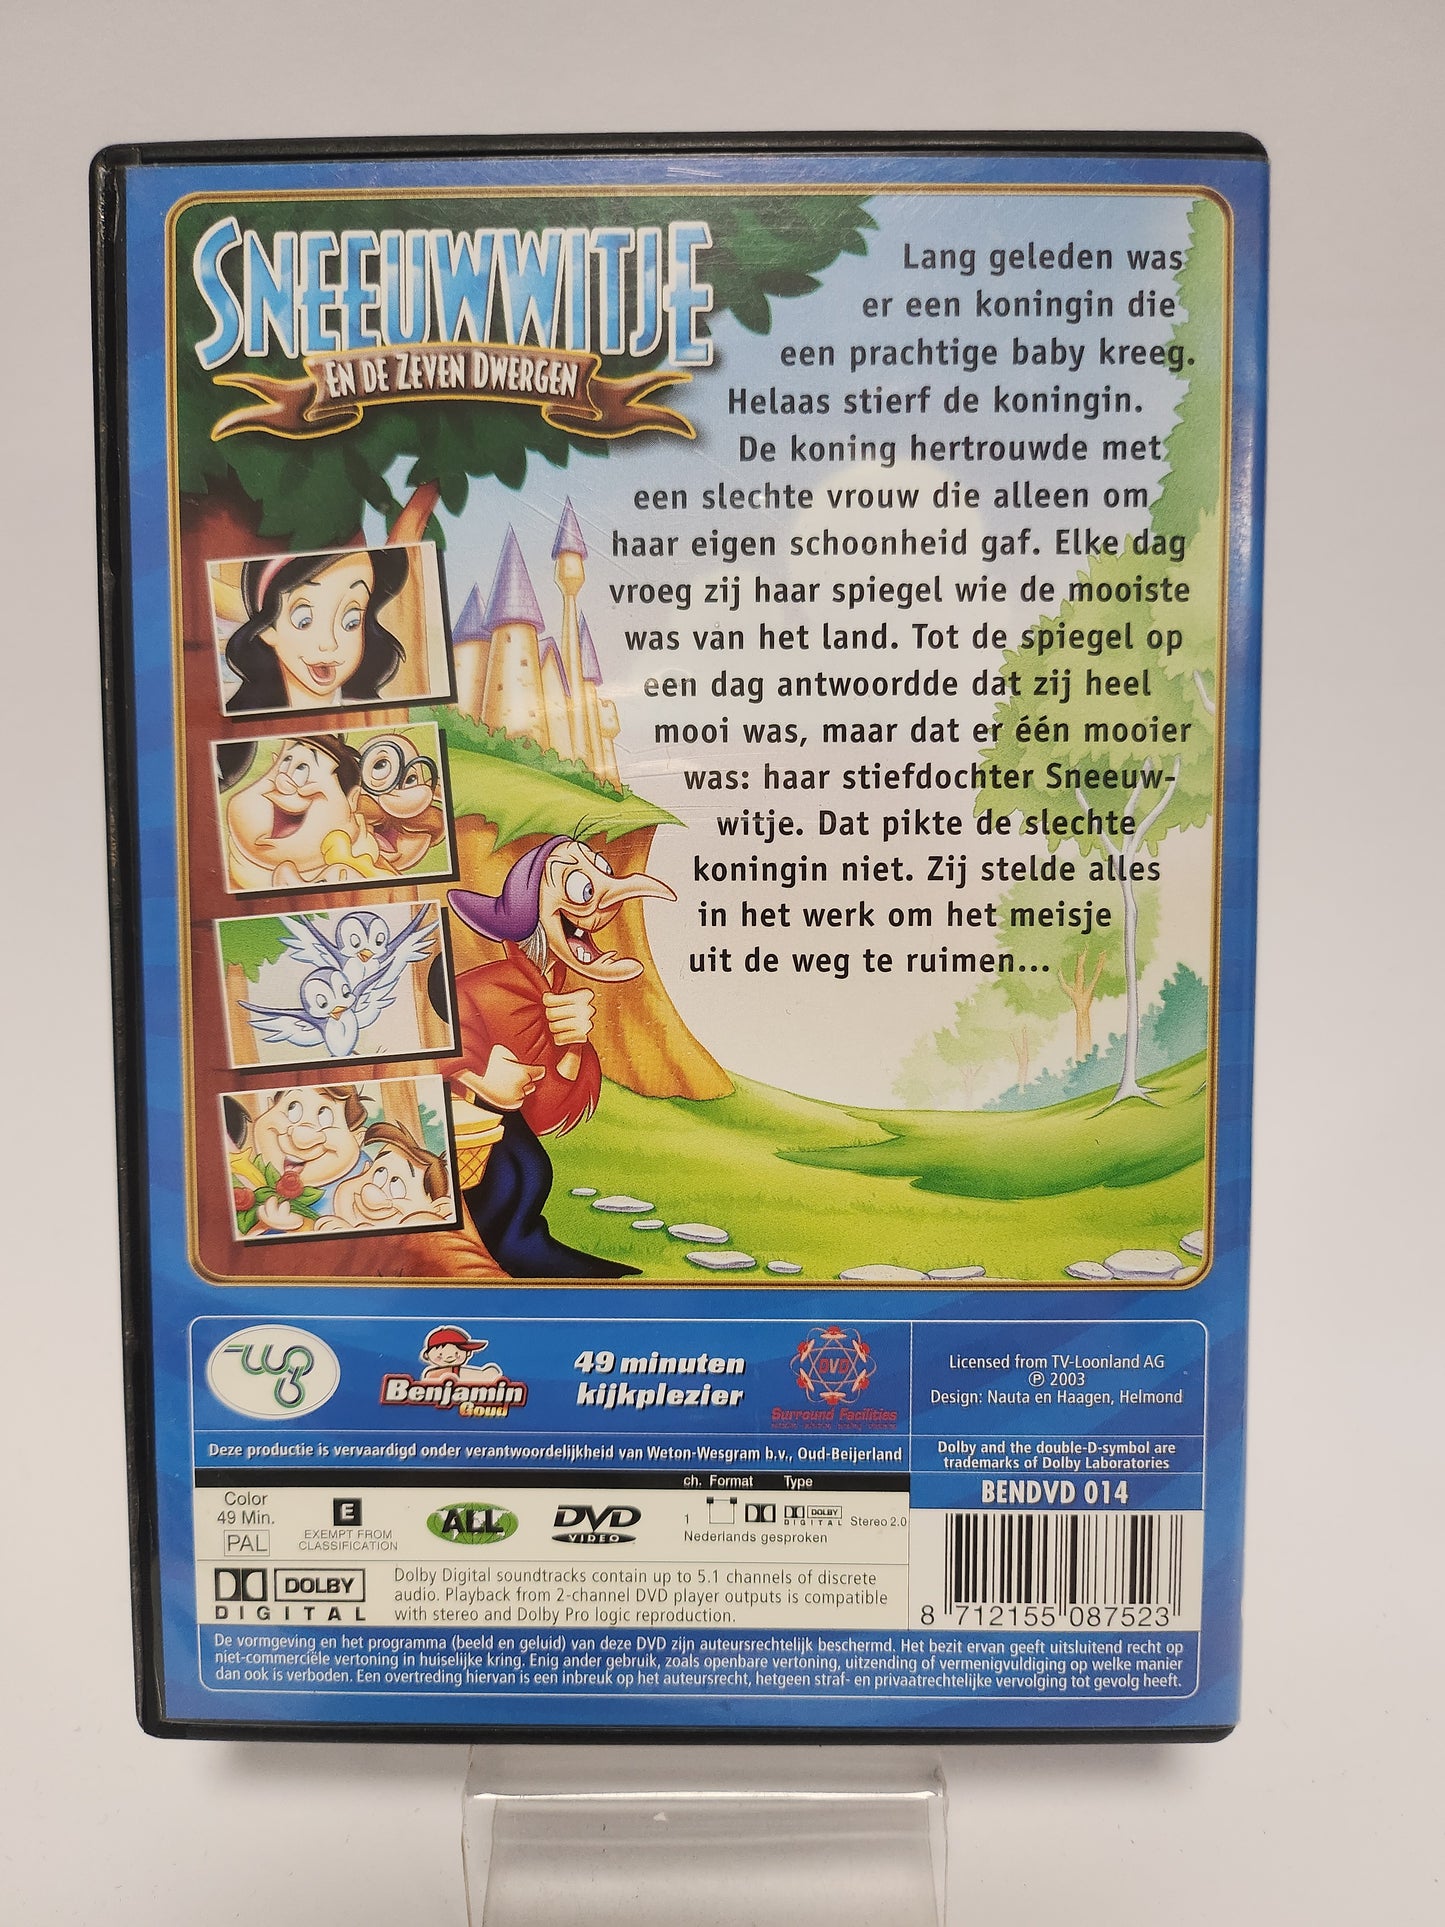 SNEEUWWITJE
EN DE ZEVEN DWERGEN
Lang geleden was
er een koningin die
een prachtige baby kreeg.
Helaas stierf de koningin.
De koning hertrouwde met
een slechte vrouw die alleen om
haar eigen schoonheid gaf. Elke dag
vroeg zij haar spiegel wie de mooiste
was van het land. Tot de spiegel op
een dag antwoordde dat zij heel
mooi was, maar dat er één mooier
was: haar stiefdochter Sneeuw-
witje. Dat pikte de slechte
koningin niet. Zij stelde alles
in het werk om het meisje
uit de weg te ruimen...
Benjamin
Goud
49 minuten
kijkplezier
DVD
Surround Facilities
Licensed from TV-Loonland AG
℗ 2003
Design: Nauta en Haagen, Helmond
Deze productie is vervaardigd onder verantwoordelijkheid van Weton-Wesgram b.v., Oud-Beijerland
Dolby and the double-D-symbol are
trademarks of Dolby Laboratories
BENDVD 014
ch. Format Type
Color
49 Min.
PAL
E
EXEMPT FROM
CLASSIFICATION
ALL
DVD
VIDEO
1 DOLBY DIGITAL Stereo 2.0
Nederlands gesproken
DOLBY
DIGITAL
Dolby Digital soundtracks contain up to 5.1 channels of discrete
audio. Playback from 2-channel DVD player outputs is compatible
with stereo and Dolby Pro logic reproduction.
8 712155 087523
De vormgeving en het programma (beeld en geluid) van deze DVD zijn auteursrechtelijk beschermd. Het bezit ervan geeft uitsluitend recht op
niet-commerciële vertoning in huiselijke kring. Enig ander gebruik, zoals openbare vertoning, uitzending of vermenigvuldiging op welke manier
dan ook is verboden. Een overtreding hiervan is een inbreuk op het auteursrecht, hetgeen straf- en privaatrechtelijke vervolging tot gevolg heeft.